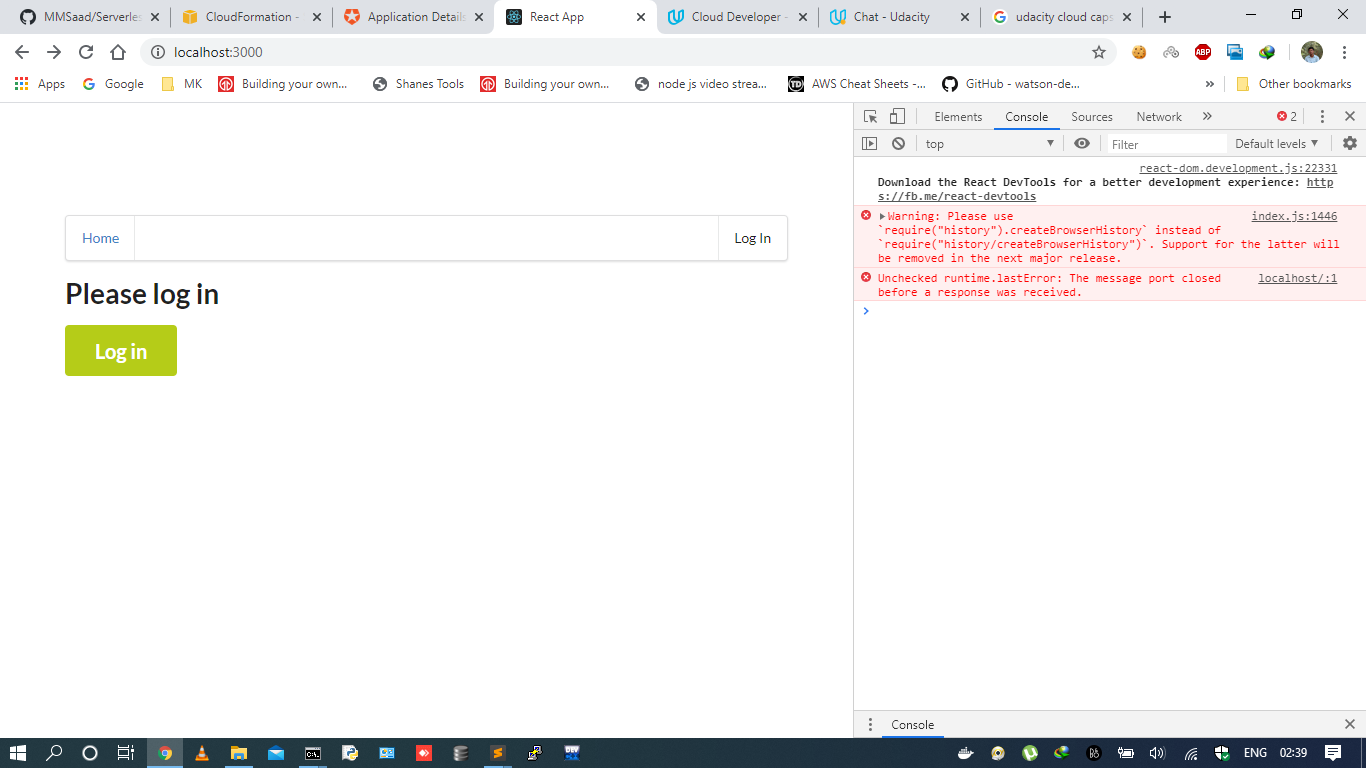 MMSaad/Serverles
CloudFormation -
Application Details
React App
Cloud Developer -
Chat - Udacity
udacity cloud caps
localhost:3000
ABP
Apps
Google
MK
Building your own...
Shanes Tools
Building your own...
node js video strea...
TD
AWS Cheat Sheets -...
GitHub - watson-de...
»
Other bookmarks
Home
Log In
Please log in
Log in
Elements
Console
Sources
Network
»
2
top
Filter
Default levels
react-dom.development.js:22331
Download the React DevTools for a better development experience: http
s://fb.me/react-devtools
Warning: Please use
index.js:1446
`require("history").createBrowserHistory` instead of
`require("history/createBrowserHistory")`. Support for the latter will
be removed in the next major release.
Unchecked runtime.lastError: The message port closed
localhost/:1
before a response was received.
Console
ENG
02:39